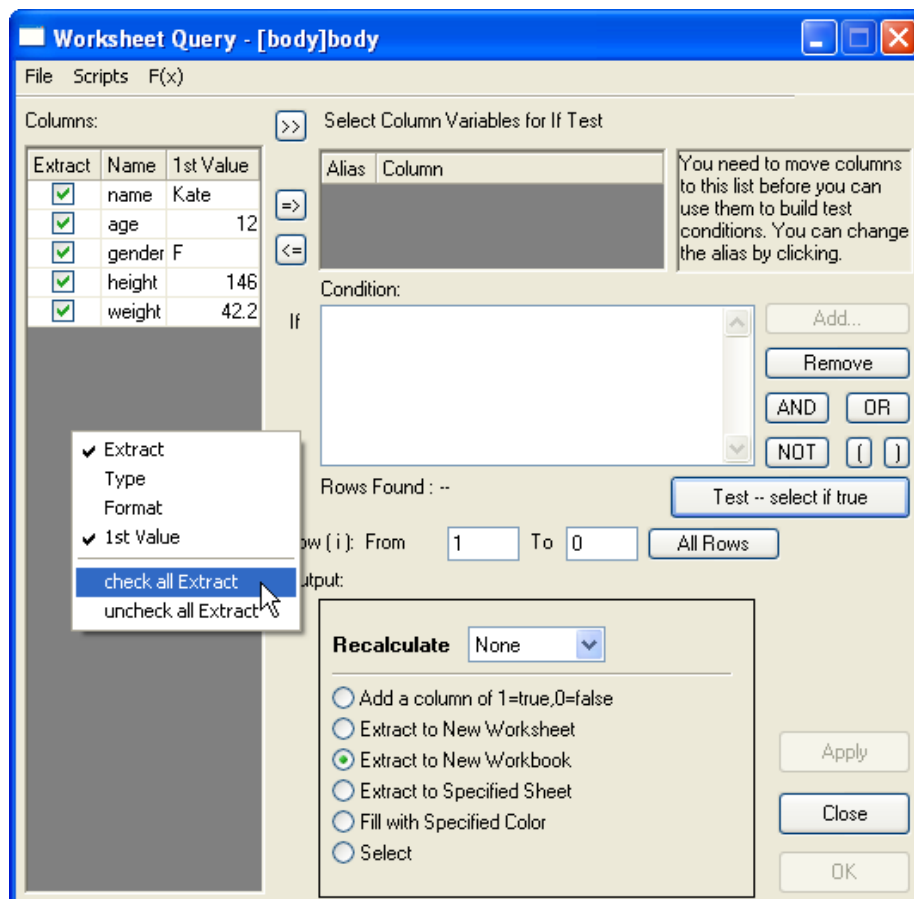 Worksheet Query - [body]body
File Scripts F(x)
Columns:
>> Select Column Variables for If Test
Extract Name 1st Value
name Kate
age 12
gender F
height 146
weight 42.2
=>
<=
Alias Column
You need to move columns
to this list before you can
use them to build test
conditions. You can change
the alias by clicking.
Condition:
If
Add...
Remove
AND OR
NOT ( )
Rows Found : --
Test -- select if true
Extract
Type
Format
1st Value
check all Extract
uncheck all Extract
ow ( i ): From 1 To 0 All Rows
utput:
Recalculate None
Add a column of 1=true,0=false
Extract to New Worksheet
Extract to New Workbook
Extract to Specified Sheet
Fill with Specified Color
Select
Apply
Close
OK